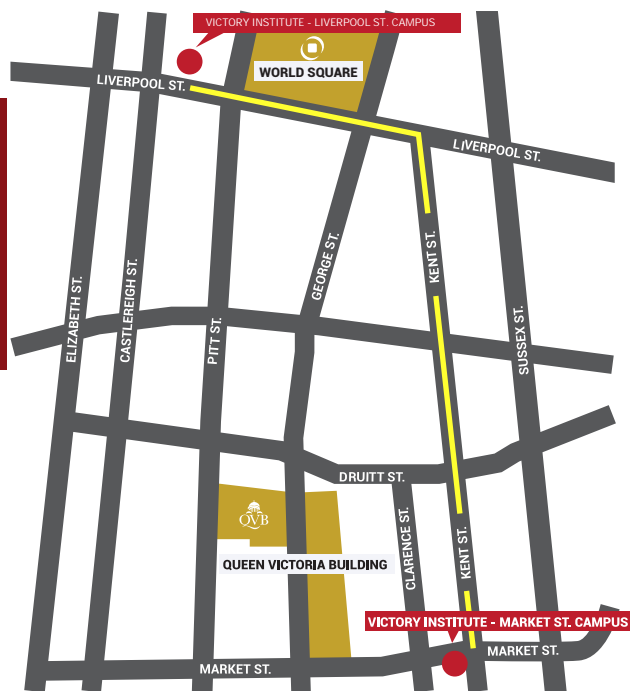 VICTORY INSTITUTE - LIVERPOOL ST. CAMPUS
WORLD SQUARE
LIVERPOOL ST.
LIVERPOOL ST.
KENT ST.
GEORGE ST.
CASTLEREIGH ST.
ELIZABETH ST.
PITT ST.
SUSSEX ST.
DRUITT ST.
QVB
CLARENCE ST.
KENT ST.
QUEEN VICTORIA BUILDING
VICTORY INSTITUTE - MARKET ST. CAMPUS
MARKET ST.
MARKET ST.